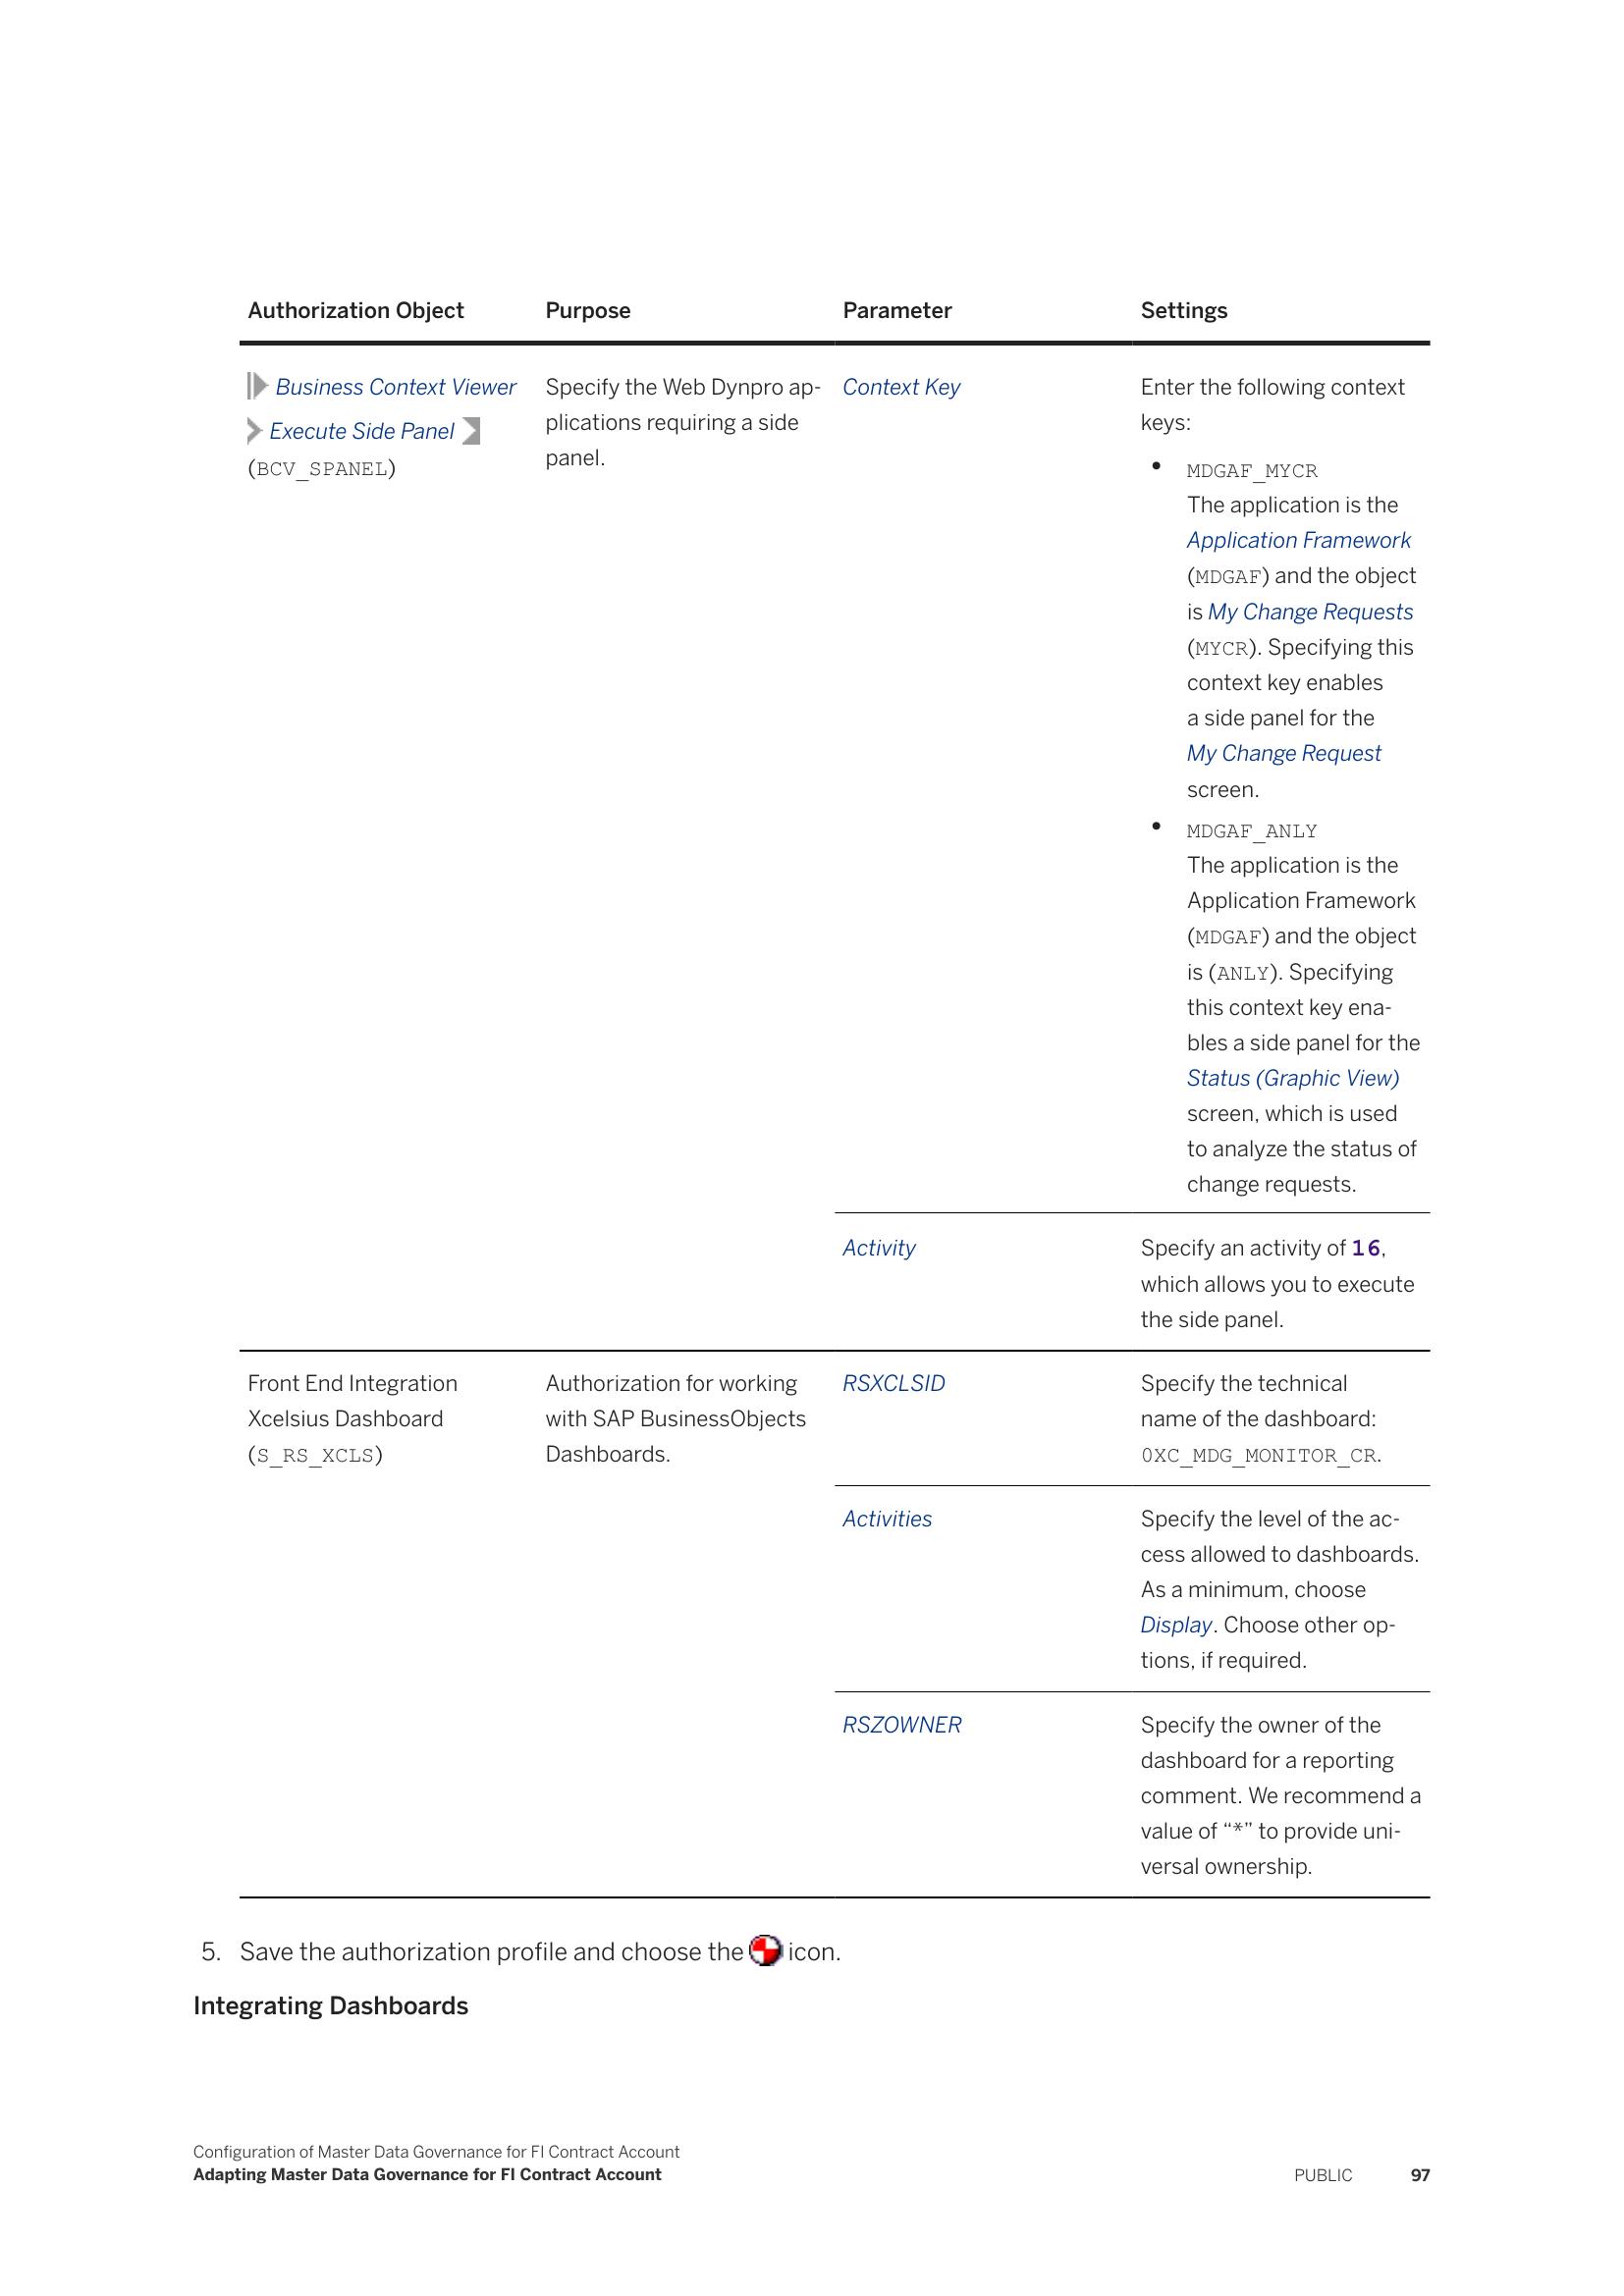 Authorization Object Purpose Parameter Settings
Business Context Viewer
Execute Side Panel
(BCV_SPANEL)
Specify the Web Dynpro ap-
plications requiring a side
panel.
Context Key
Enter the following context
keys:
• MDGAF_MYCR
The application is the
Application Framework
(MDGAF) and the object
is My Change Requests
(MYCR). Specifying this
context key enables
a side panel for the
My Change Request
screen.
• MDGAF_ANLY
The application is the
Application Framework
(MDGAF) and the object
is (ANLY). Specifying
this context key ena-
bles a side panel for the
Status (Graphic View)
screen, which is used
to analyze the status of
change requests.
Activity
Specify an activity of 16,
which allows you to execute
the side panel.
Front End Integration
Xcelsius Dashboard
(S_RS_XCLS)
Authorization for working
with SAP BusinessObjects
Dashboards.
RSXCLSID
Specify the technical
name of the dashboard:
0XC_MDG_MONITOR_CR.
Activities
Specify the level of the ac-
cess allowed to dashboards.
As a minimum, choose
Display. Choose other op-
tions, if required.
RSZOWNER
Specify the owner of the
dashboard for a reporting
comment. We recommend a
value of “*” to provide uni-
versal ownership.
5. Save the authorization profile and choose the icon.
Integrating Dashboards
Configuration of Master Data Governance for FI Contract Account
Adapting Master Data Governance for FI Contract Account
PUBLIC 97